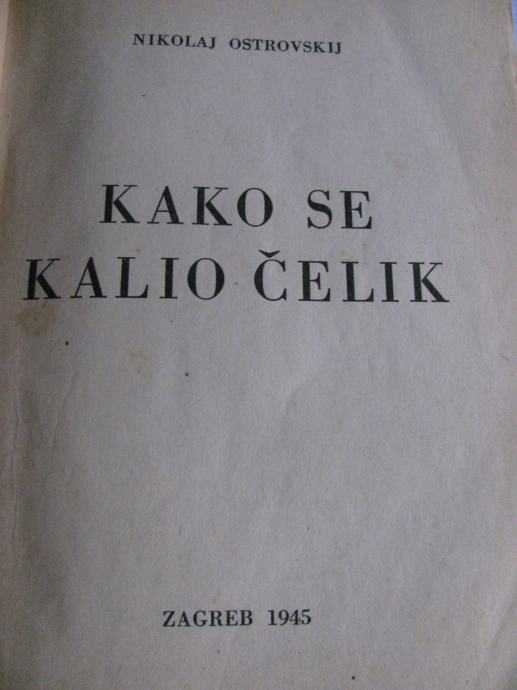 NIKOLAJ OSTROVSKIJ
KAKO SE
KALIO ČELIK
ZAGREB 1945